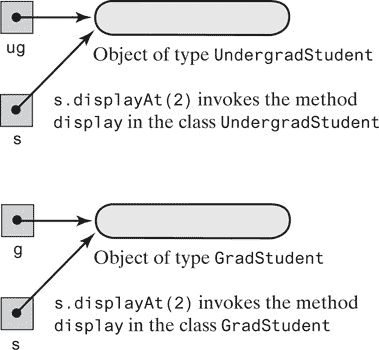 ug
Object of type UndergradStudent
s.displayAt(2) invokes the method
display in the class UndergradStudent
s
g
Object of type GradStudent
s.displayAt(2) invokes the method
display in the class GradStudent
s